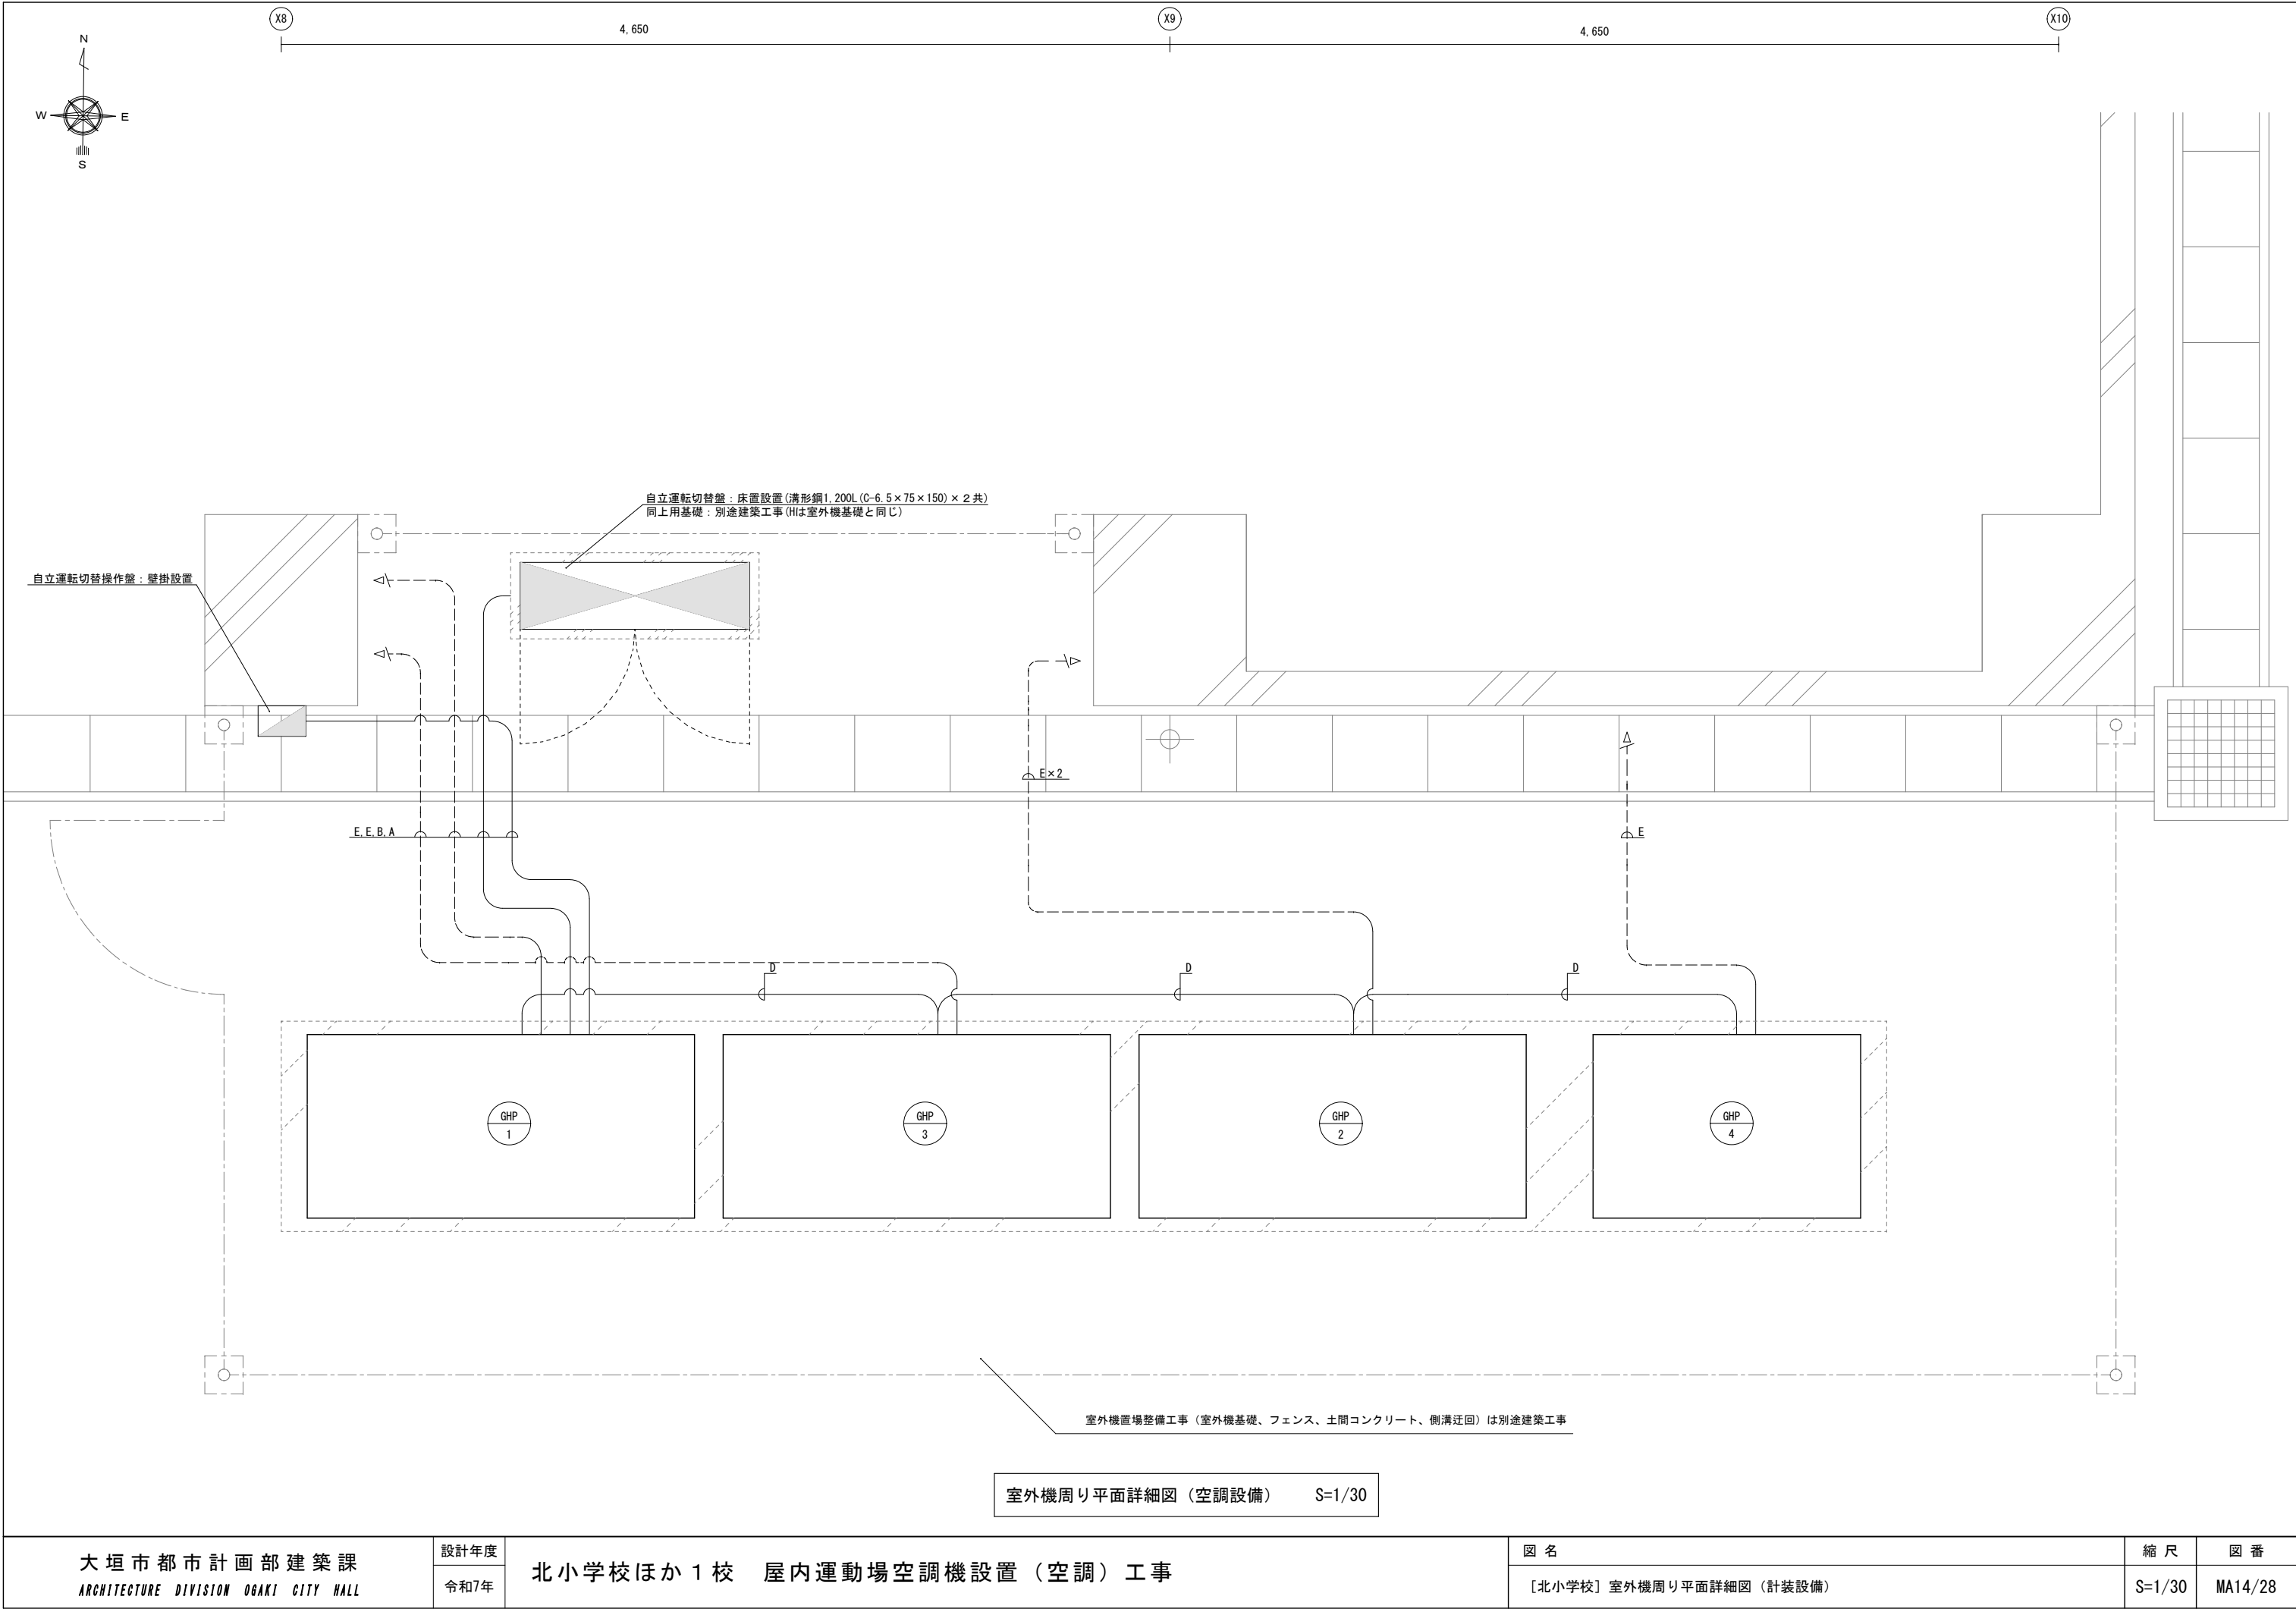 X8
X9
X10
4,650
4,650
N
W
E
S
自立運転切替盤：床置設置(溝形鋼1,200L(C-6.5×75×150)×２共)
同上用基礎：別途建築工事(Hは室外機基礎と同じ)
自立運転切替操作盤：壁掛設置
E×2
E,E,B,A
E
D
D
D
GHP
1
GHP
3
GHP
2
GHP
4
室外機置場整備工事（室外機基礎、フェンス、土間コンクリート、側溝迂回）は別途建築工事
室外機周り平面詳細図（空調設備） S=1/30
大垣市都市計画部建築課
ARCHITECTURE DIVISION OGAKI CITY HALL
設計年度
令和7年
北小学校ほか１校 屋内運動場空調機設置（空調）工事
図 名
［北小学校］室外機周り平面詳細図（計装設備）
縮 尺
S=1/30
図 番
MA14/28